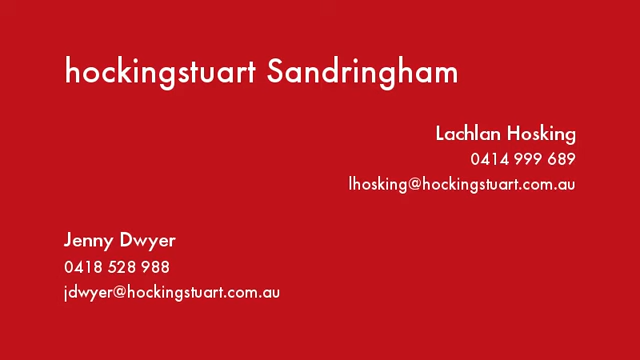 hockingstuart Sandringham
Lachlan Hosking
0414 999 689
lhosking@hockingstuart.com.au
Jenny Dwyer
0418 528 988
jdwyer@hockingstuart.com.au